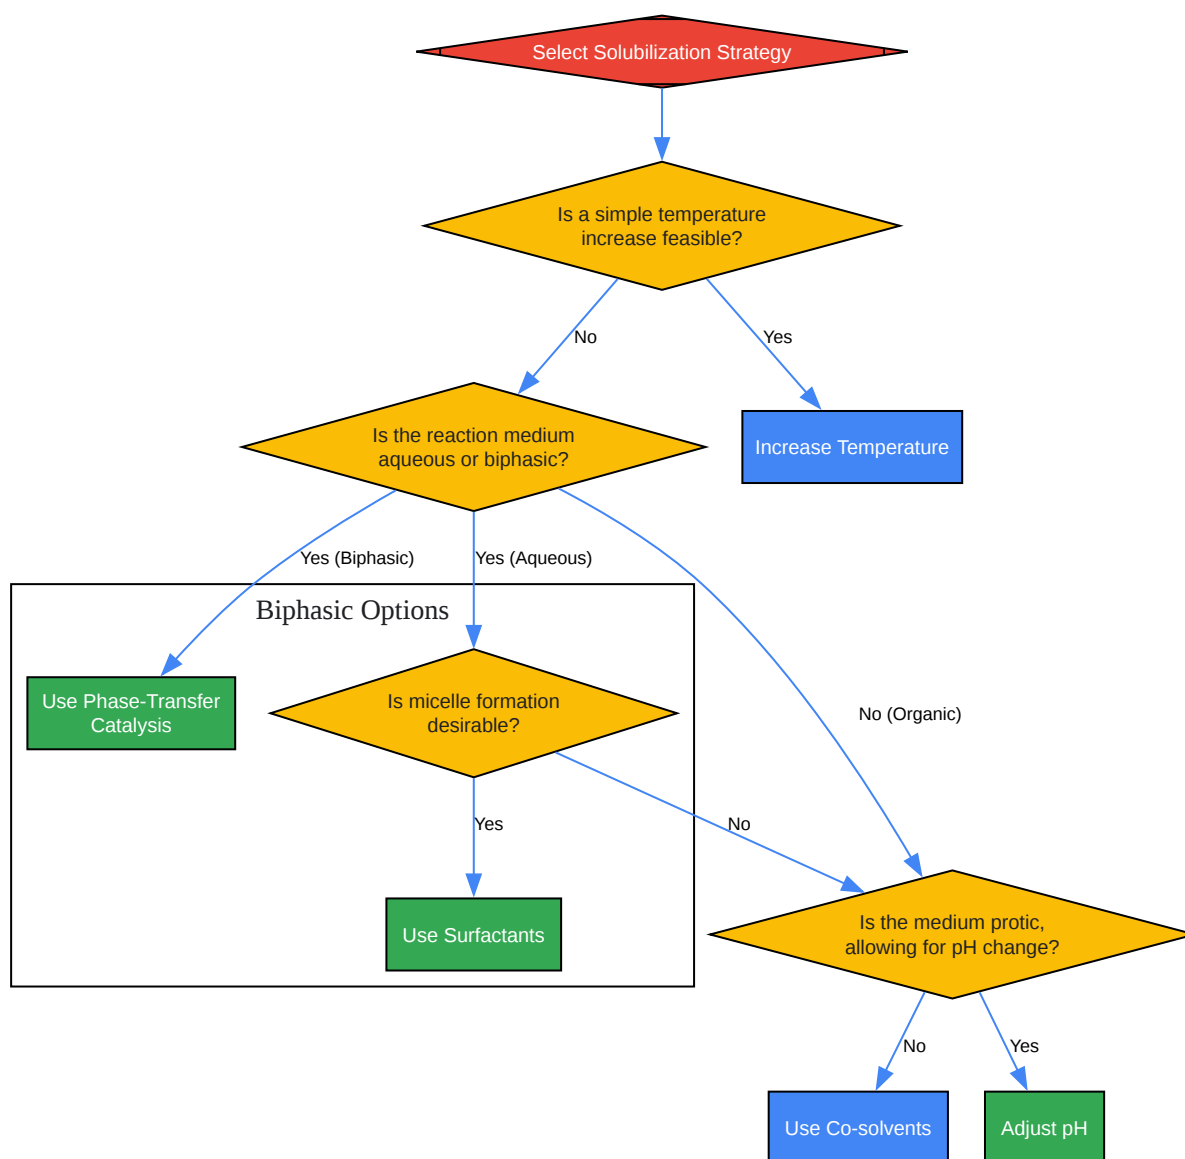 Select Solubilization Strategy
Is a simple temperature
increase feasible?
No
Yes
Is the reaction medium
aqueous or biphasic?
Increase Temperature
Yes (Biphasic)
Yes (Aqueous)
Biphasic Options
Use Phase-Transfer
Catalysis
Is micelle formation
desirable?
No (Organic)
Yes
No
Use Surfactants
Is the medium protic,
allowing for pH change?
No
Yes
Use Co-solvents
Adjust pH